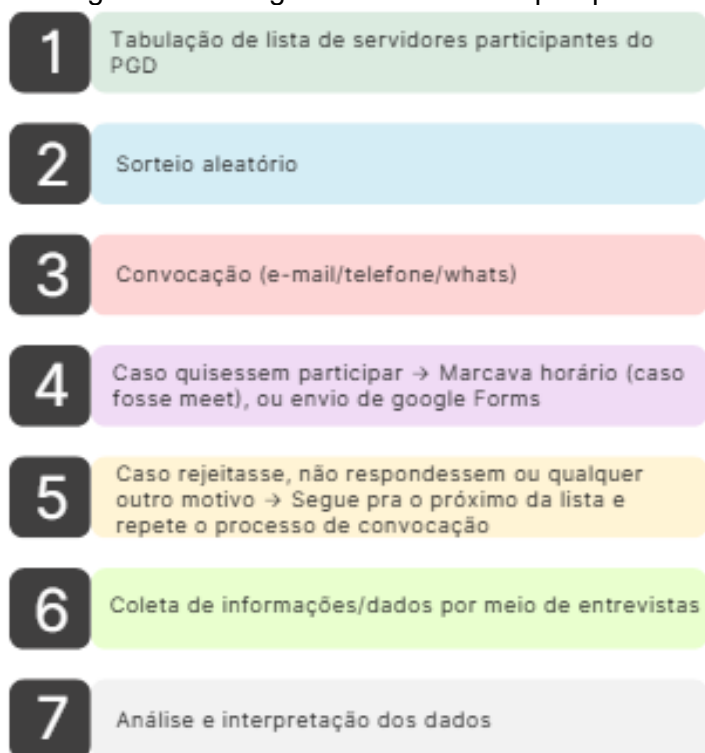 1
Tabulação de lista de servidores participantes do
PGD
2
Sorteio aleatório
3
Convocação (e-mail/telefone/whats)
4
Caso quisessem participar → Marcava horário (caso
fosse meet), ou envio de google Forms
5
Caso rejeitasse, não respondessem ou qualquer
outro motivo → Segue pra o próximo da lista e
repete o processo de convocação
6
Coleta de informações/dados por meio de entrevistas
7
Análise e interpretação dos dados